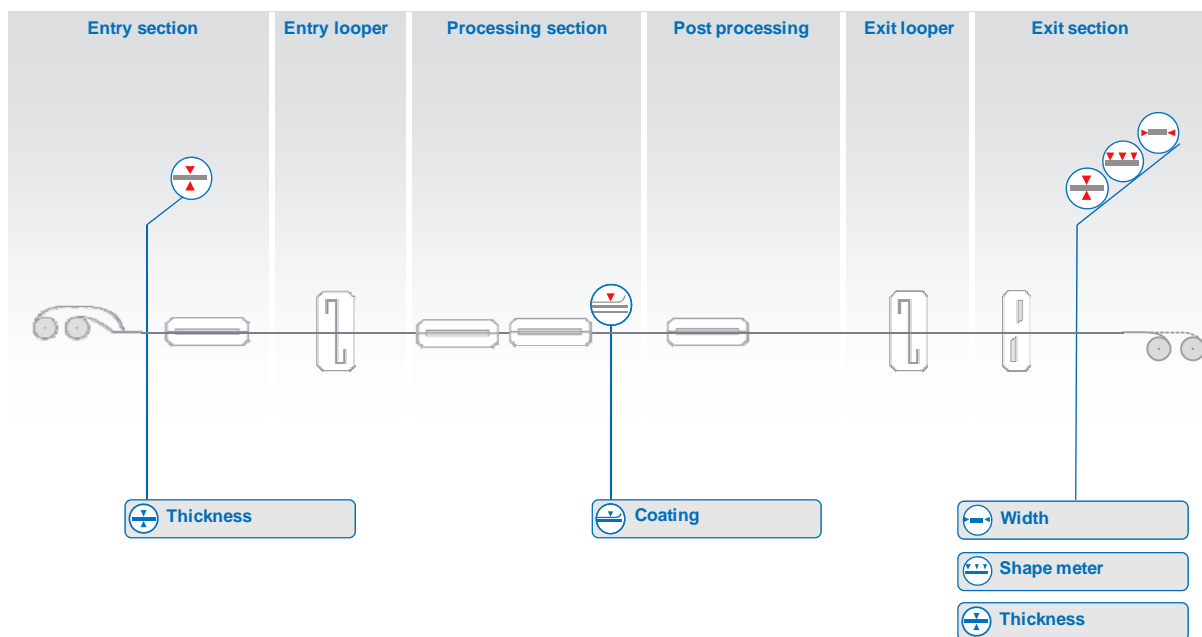 Entry section
Entry looper
Processing section
Post processing
Exit looper
Exit section
Thickness
Coating
Width
Shape meter
Thickness